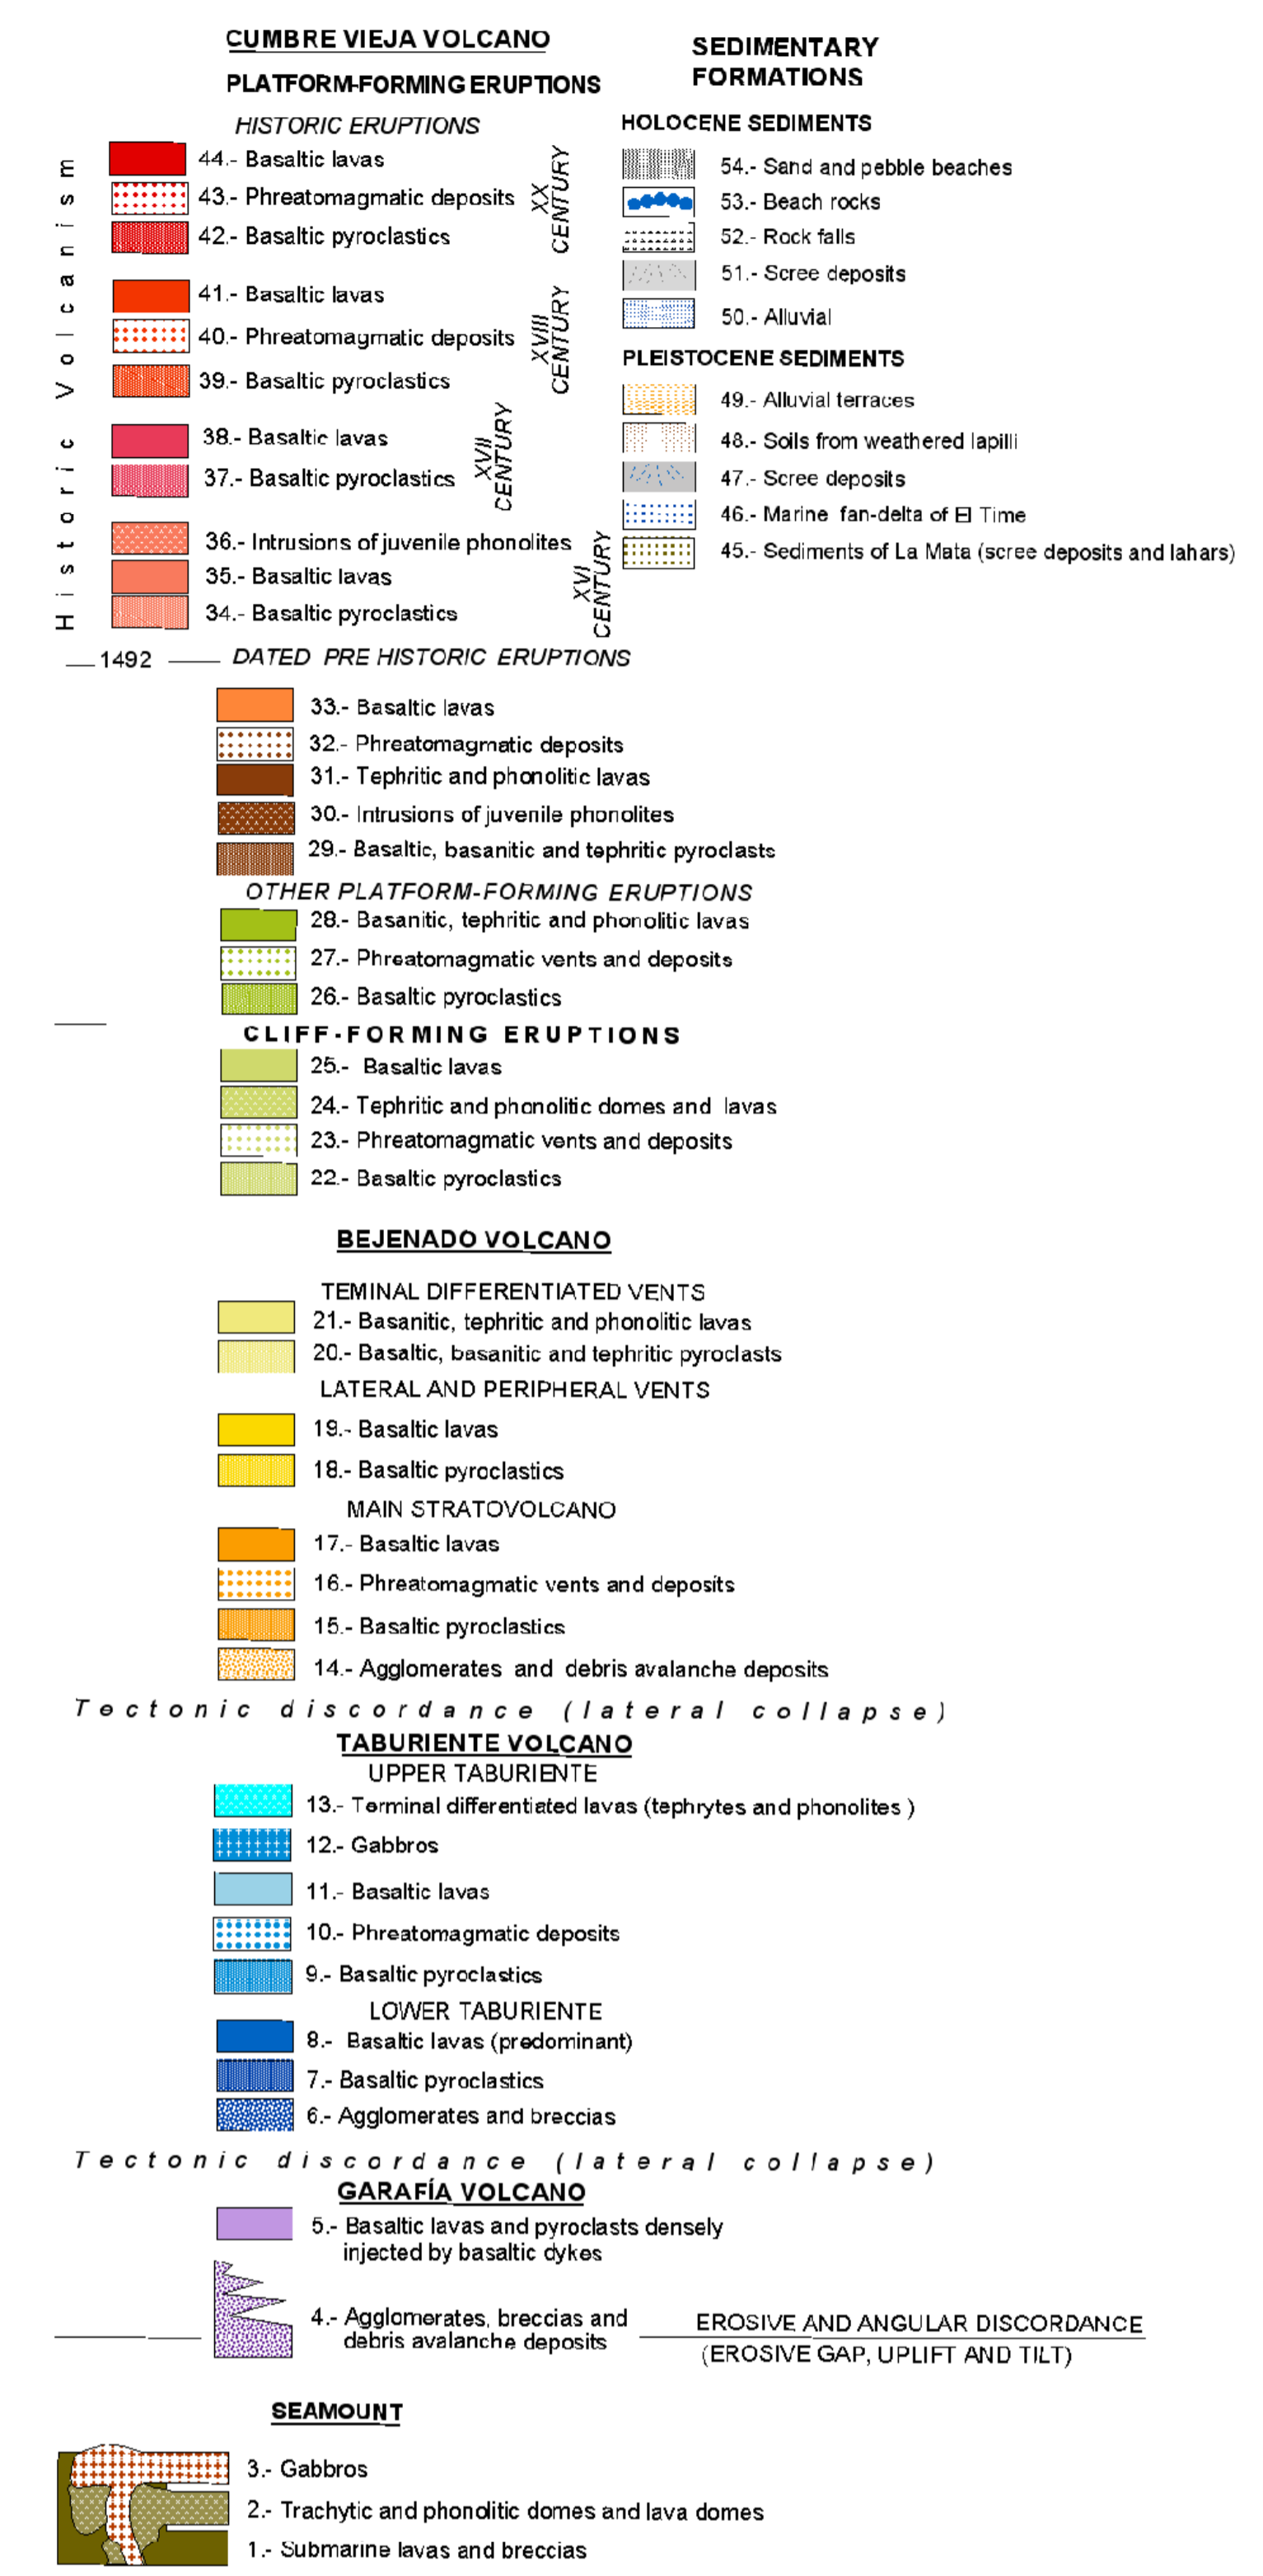 CUMBRE VIEJA VOLCANO
PLATFORM-FORMING ERUPTIONS
HISTORIC ERUPTIONS
Historic Volcanism
44.- Basaltic lavas
43.- Phreatomagmatic deposits
42.- Basaltic pyroclastics
XX
CENTURY
41.- Basaltic lavas
40.- Phreatomagmatic deposits
39.- Basaltic pyroclastics
XVIII
CENTURY
38.- Basaltic lavas
37.- Basaltic pyroclastics
XVII
CENTURY
36.- Intrusions of juvenile phonolites
35.- Basaltic lavas
34.- Basaltic pyroclastics
XVI
CENTURY
1492
DATED PRE HISTORIC ERUPTIONS
33.- Basaltic lavas
32.- Phreatomagmatic deposits
31.- Tephritic and phonolitic lavas
30.- Intrusions of juvenile phonolites
29.- Basaltic, basanitic and tephritic pyroclasts
OTHER PLATFORM-FORMING ERUPTIONS
28.- Basanitic, tephritic and phonolitic lavas
27.- Phreatomagmatic vents and deposits
26.- Basaltic pyroclastics
CLIFF-FORMING ERUPTIONS
25.- Basaltic lavas
24.- Tephritic and phonolitic domes and lavas
23.- Phreatomagmatic vents and deposits
22.- Basaltic pyroclastics
BEJENADO VOLCANO
TEMINAL DIFFERENTIATED VENTS
21.- Basanitic, tephritic and phonolitic lavas
20.- Basaltic, basanitic and tephritic pyroclasts
LATERAL AND PERIPHERAL VENTS
19.- Basaltic lavas
18.- Basaltic pyroclastics
MAIN STRATOVOLCANO
17.- Basaltic lavas
16.- Phreatomagmatic vents and deposits
15.- Basaltic pyroclastics
14.- Agglomerates and debris avalanche deposits
Tectonic discordance (lateral collapse)
TABURIENTE VOLCANO
UPPER TABURIENTE
13.- Terminal differentiated lavas (tephrytes and phonolites )
12.- Gabbros
11.- Basaltic lavas
10.- Phreatomagmatic deposits
9.- Basaltic pyroclastics
LOWER TABURIENTE
8.- Basaltic lavas (predominant)
7.- Basaltic pyroclastics
6.- Agglomerates and breccias
Tectonic discordance (lateral collapse)
GARAFÍA VOLCANO
5.- Basaltic lavas and pyroclasts densely
injected by basaltic dykes
4.- Agglomerates, breccias and
debris avalanche deposits
EROSIVE AND ANGULAR DISCORDANCE
(EROSIVE GAP, UPLIFT AND TILT)
SEAMOUNT
3.- Gabbros
2.- Trachytic and phonolitic domes and lava domes
1.- Submarine lavas and breccias
SEDIMENTARY
FORMATIONS
HOLOCENE SEDIMENTS
54.- Sand and pebble beaches
53.- Beach rocks
52.- Rock falls
51.- Scree deposits
50.- Alluvial
PLEISTOCENE SEDIMENTS
49.- Alluvial terraces
48.- Soils from weathered lapilli
47.- Scree deposits
46.- Marine fan-delta of El Time
45.- Sediments of La Mata (scree deposits and lahars)